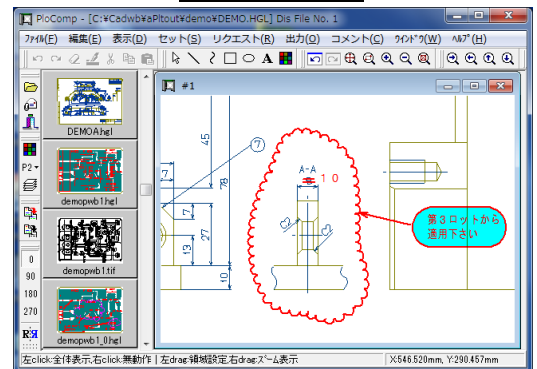 PloComp - [C:¥Cadwb¥aPltout¥demo¥DEMO.HGL] Dis File No. 1
ﾌｧｲﾙ(F) 編集(E) 表示(D) セット(S) リクエスト(R) 出力(O) コメント(C) ｳｲﾝﾄﾞｳ(W) ﾍﾙﾌﾟ(H)
A
#1
DEMOA.hgl
P2
demopwb1.hgl
demopwb1.tif
0
90
180
270
demopwb1_0.hgl
7
45
78
7
7
27
13
10
A-A
10
C2
C2
第３ロットから
適用下さい
左click:全体表示,右click:無動作
左drag:領域設定,右drag:ズーム表示
X:546.520mm, Y:290.457mm